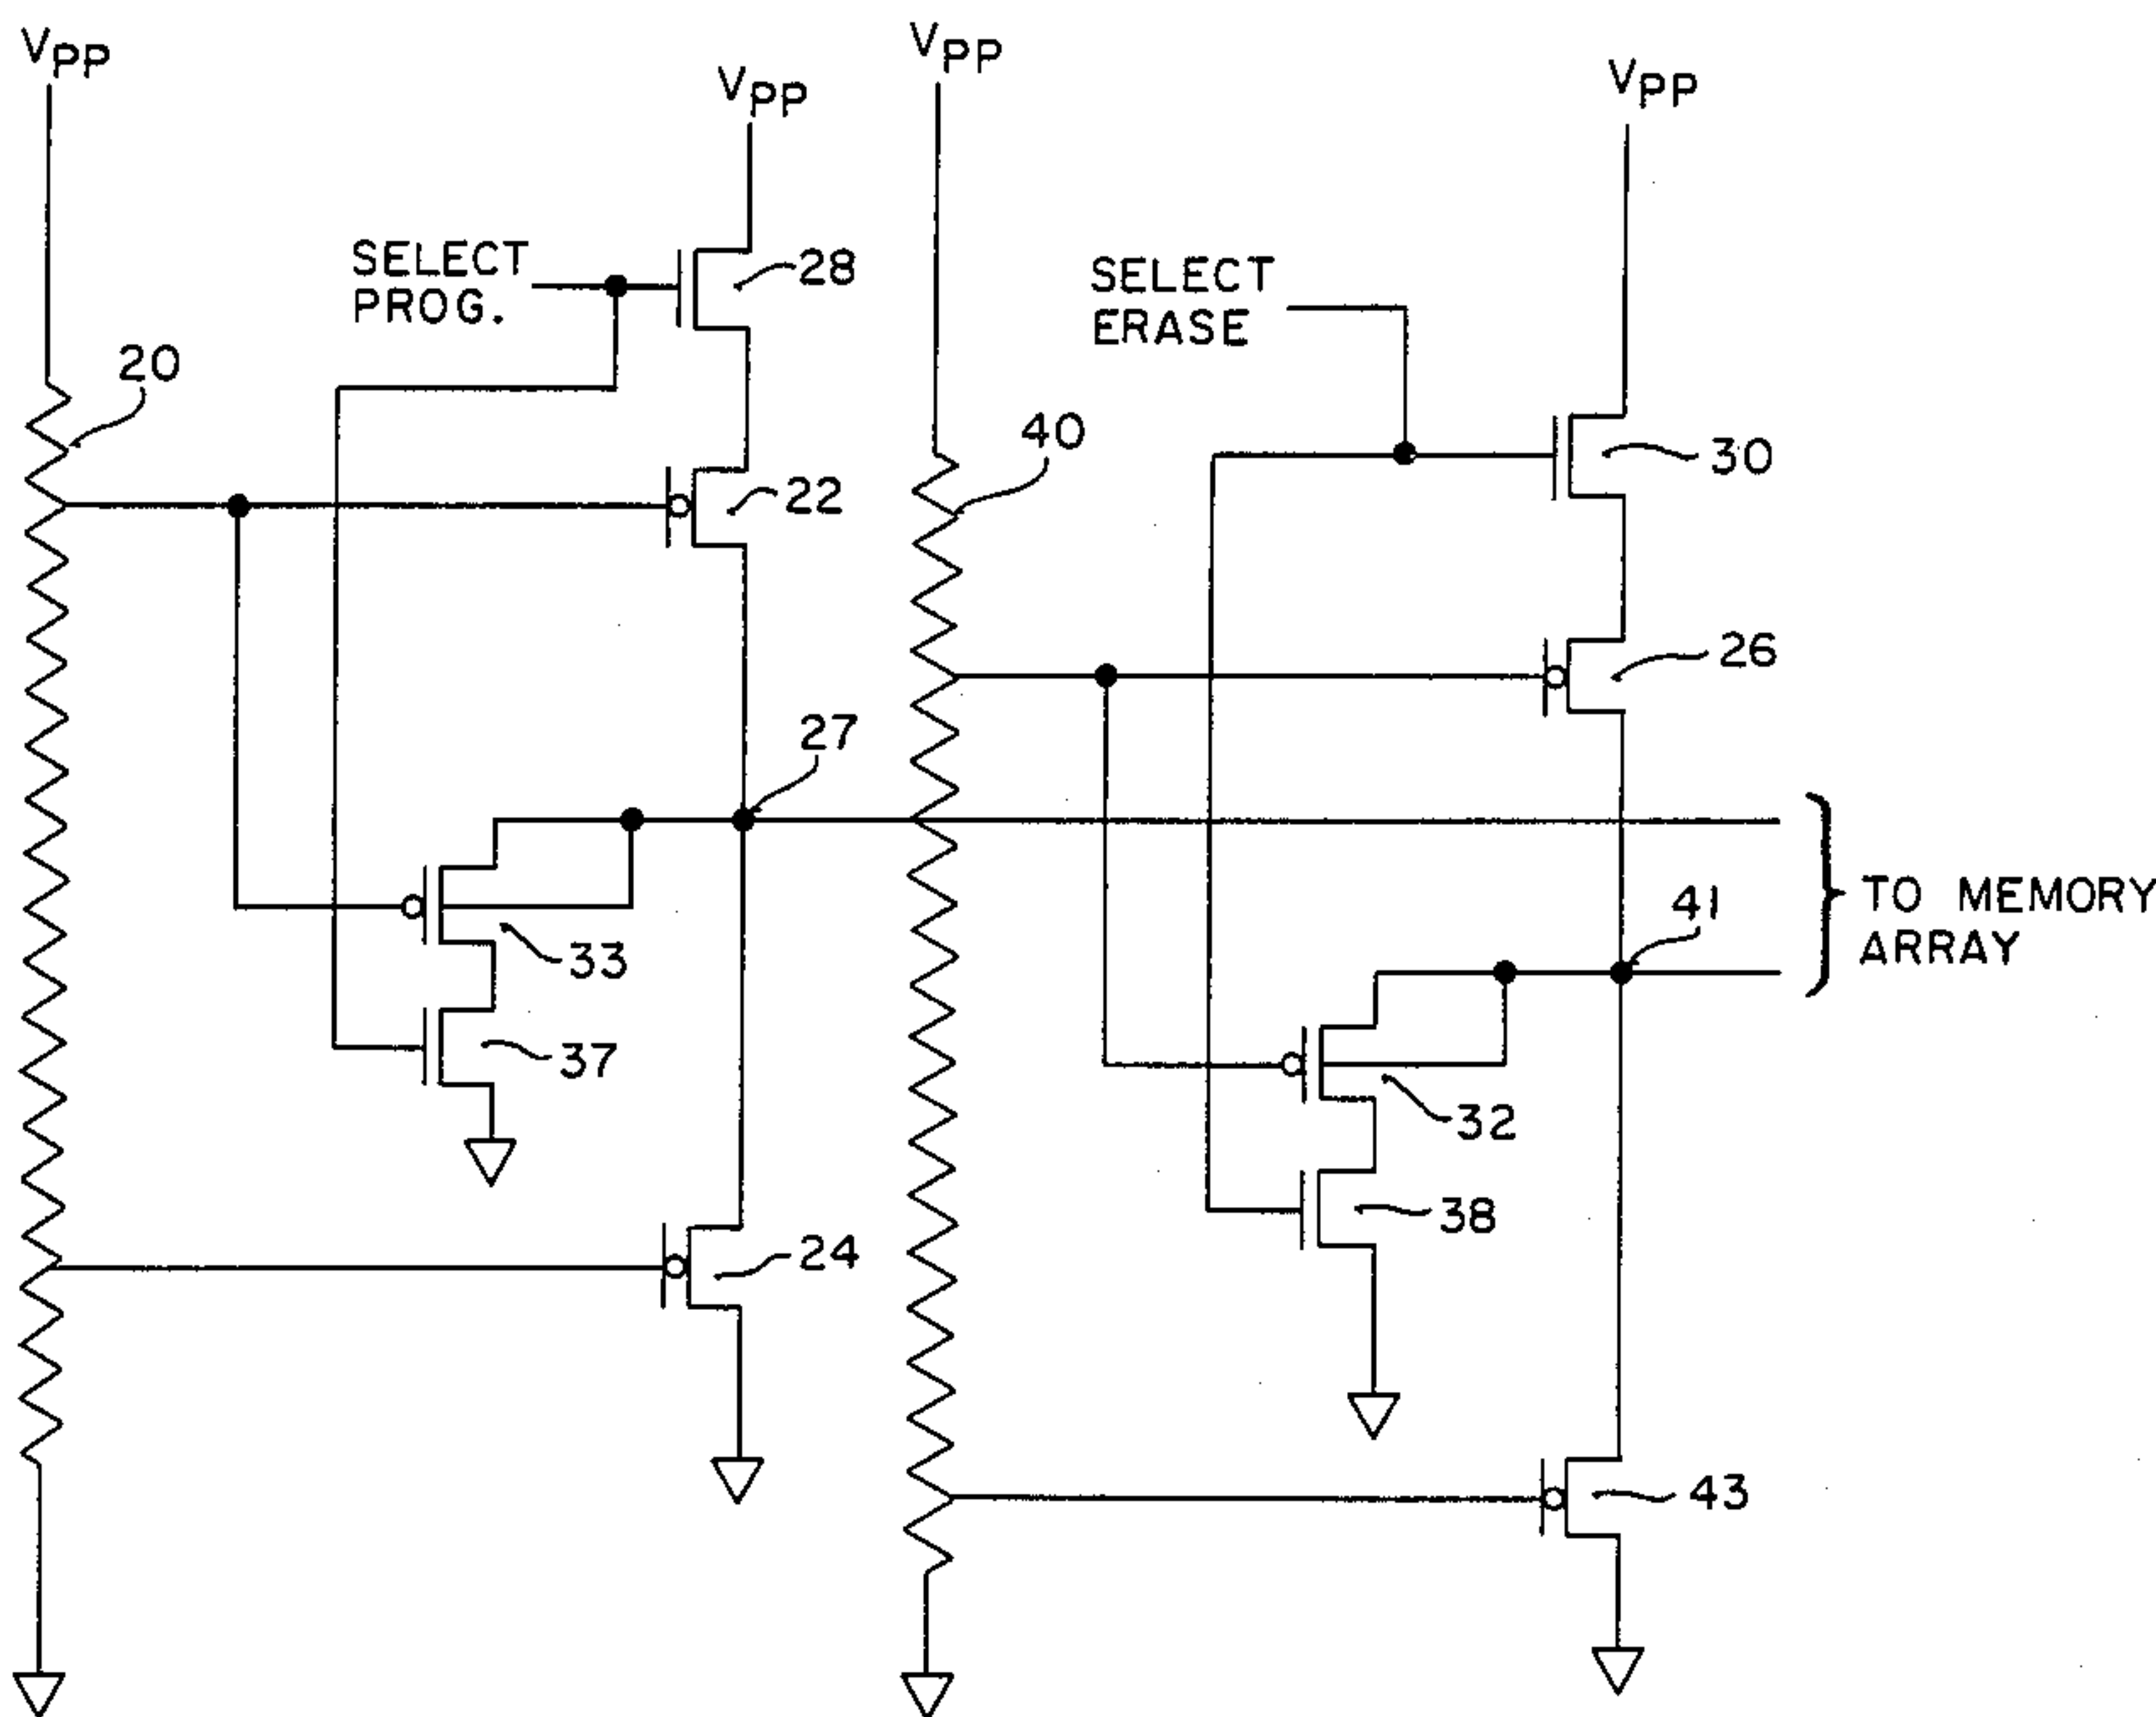 VPP
VPP
VPP
VPP
SELECT
PROG.
28
SELECT
ERASE
20
40
30
22
26
27
TO MEMORY
ARRAY
41
33
37
32
38
24
43